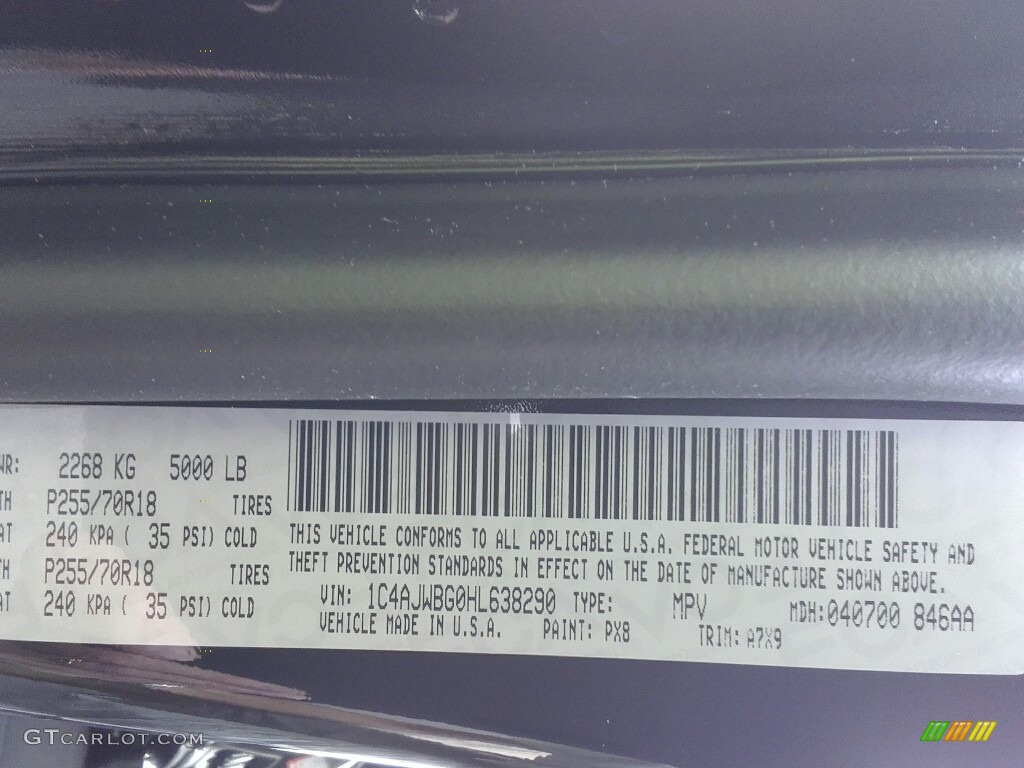 WR: 2268 KG 5000 LB
TH P255/70R18 TIRES
AT 240 KPA ( 35 PSI) COLD
TH P255/70R18 TIRES
AT 240 KPA ( 35 PSI) COLD
THIS VEHICLE CONFORMS TO ALL APPLICABLE U.S.A. FEDERAL MOTOR VEHICLE SAFETY AND
THEFT PREVENTION STANDARDS IN EFFECT ON THE DATE OF MANUFACTURE SHOWN ABOVE.
VIN: 1C4AJWBG0HL638290 TYPE: MPV MDH:040700 846AA
VEHICLE MADE IN U.S.A. PAINT: PX8 TRIM: A7X9
GTCARLOT.COM